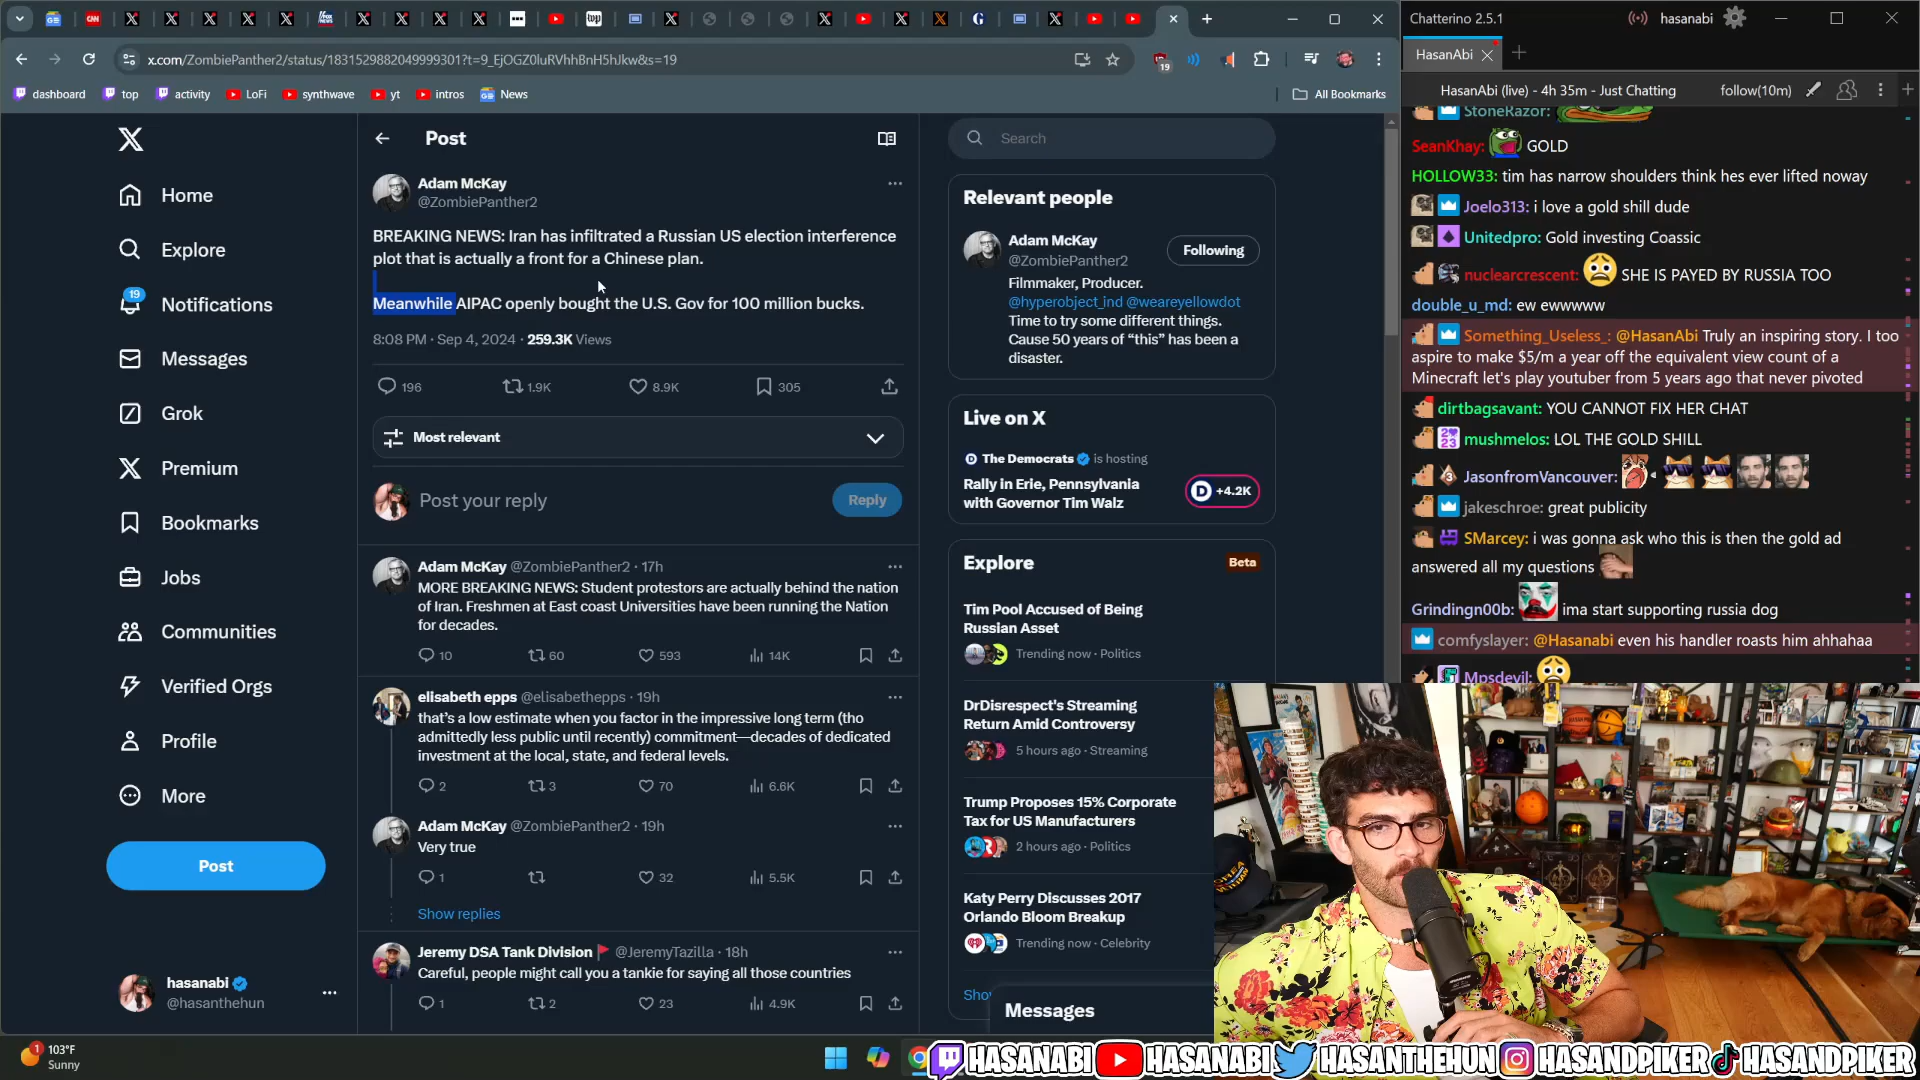 x.com/ZombiePanther2/status/1831529882049999301?t=9_EjOGZ0luRVhhBnH5hJkw&s=19
19
dashboard
top
activity
LoFi
synthwave
yt
intros
News
All Bookmarks
Home
Explore
19
Notifications
Messages
Grok
Premium
Bookmarks
Jobs
Communities
Verified Orgs
Profile
More
Post
hasanabi
@hasanthehun
Post
Adam McKay
@ZombiePanther2
BREAKING NEWS: Iran has infiltrated a Russian US election interference
plot that is actually a front for a Chinese plan.
Meanwhile AIPAC openly bought the U.S. Gov for 100 million bucks.
8:08 PM · Sep 4, 2024 · 259.3K Views
196
1.9K
8.9K
305
Most relevant
Post your reply
Reply
Adam McKay @ZombiePanther2 · 17h
MORE BREAKING NEWS: Student protestors are actually behind the nation
of Iran. Freshmen at East coast Universities have been running the Nation
for decades.
10
60
593
14K
elisabeth epps @elisabethepps · 19h
that's a low estimate when you factor in the impressive long term (tho
admittedly less public until recently) commitment—decades of dedicated
investment at the local, state, and federal levels.
2
3
70
6.6K
Adam McKay @ZombiePanther2 · 19h
Very true
1
32
5.5K
Show replies
Jeremy DSA Tank Division @JeremyTazilla · 18h
Careful, people might call you a tankie for saying all those countries
1
2
23
4.9K
Search
Relevant people
Adam McKay
@ZombiePanther2
Following
Filmmaker, Producer.
@hyperobject_ind @weareyellowdot
Time to try some different things.
Cause 50 years of “this” has been a
disaster.
Live on X
The Democrats is hosting
Rally in Erie, Pennsylvania
with Governor Tim Walz
+4.2K
Explore
Beta
Tim Pool Accused of Being
Russian Asset
Trending now · Politics
DrDisrespect's Streaming
Return Amid Controversy
5 hours ago · Streaming
Trump Proposes 15% Corporate
Tax for US Manufacturers
2 hours ago · Politics
Katy Perry Discusses 2017
Orlando Bloom Breakup
Trending now · Celebrity
Messages
Chatterino 2.5.1
hasanabi
HasanAbi
HasanAbi (live) - 4h 35m - Just Chatting
follow(10m)
StoneRazor:
SeanKhay: GOLD
HOLLOW33: tim has narrow shoulders think hes ever lifted noway
Joelo313: i love a gold shill dude
Unitedpro: Gold investing Coassic
nuclearcrescent: SHE IS PAYED BY RUSSIA TOO
double_u_md: ew ewwwww
Something_Useless_: @HasanAbi Truly an inspiring story. I too
aspire to make $5/m a year off the equivalent view count of a
Minecraft let's play youtuber from 5 years ago that never pivoted
dirtbagsavant: YOU CANNOT FIX HER CHAT
mushmelos: LOL THE GOLD SHILL
JasonfromVancouver:
jakeschroe: great publicity
SMarcey: i was gonna ask who this is then the gold ad
answered all my questions
Grindingn00b: ima start supporting russia dog
comfyslayer: @Hasanabi even his handler roasts him ahhahaa
Mpsdevil:
1
103°F
Sunny
HASANABI
HASANABI
HASANTHEHUN
HASANDPIKER
HASANDPIKER